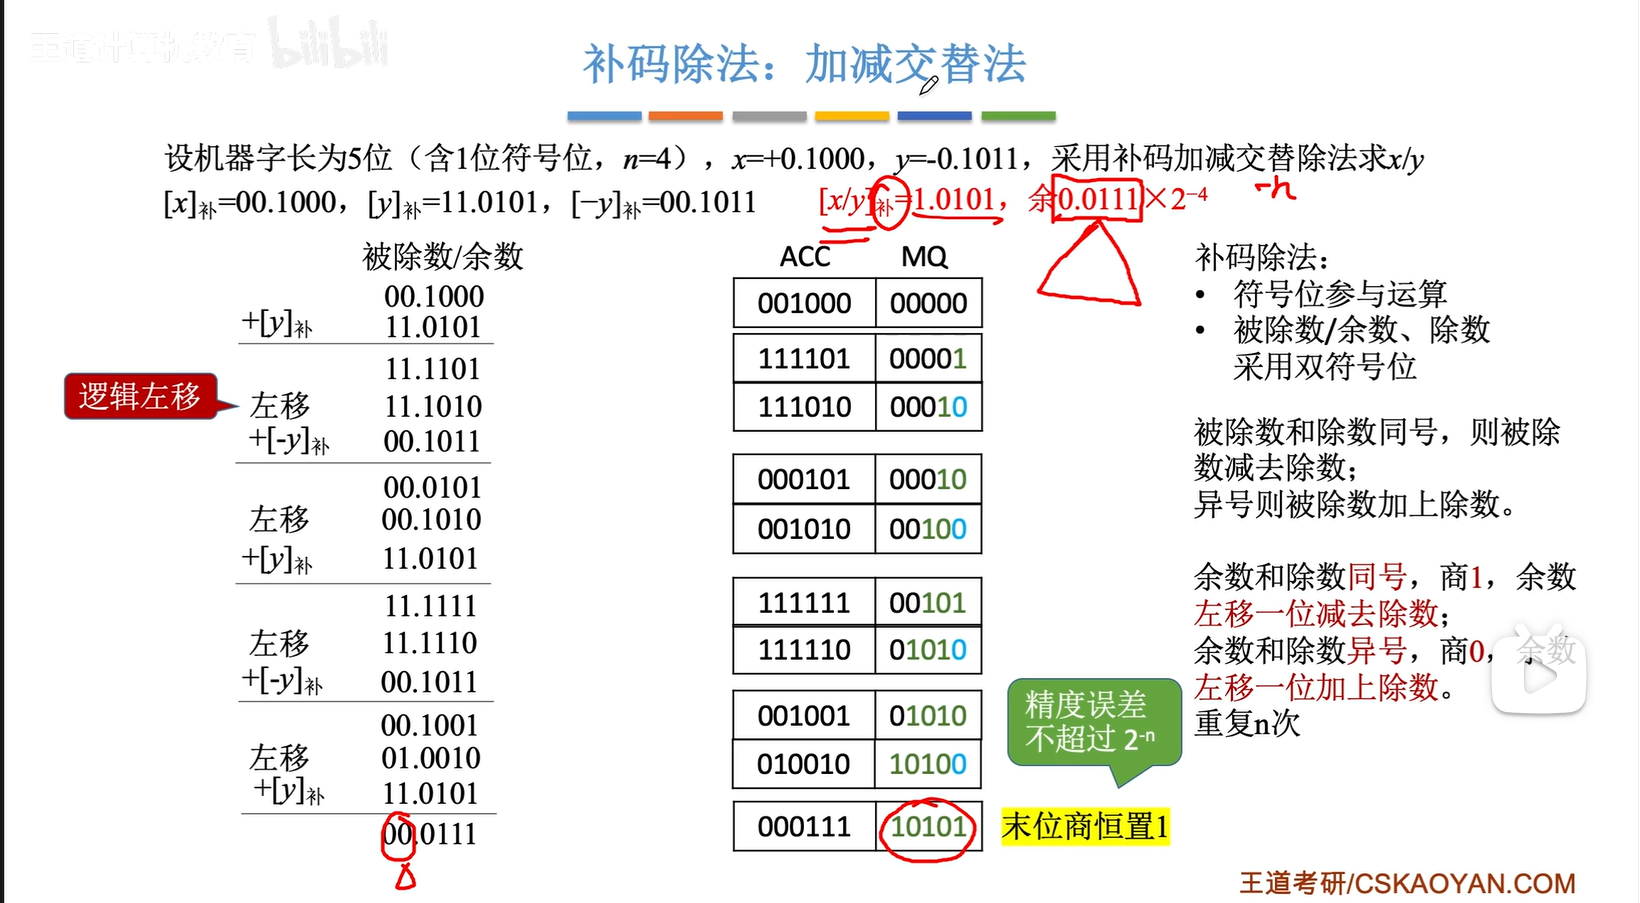 王道计算机教育 bilibili
补码除法：加减交替法
设机器字长为5位（含1位符号位，n=4），x=+0.1000，y=-0.1011，采用补码加减交替除法求x/y
[x]补=00.1000，[y]补=11.0101，[−y]补=00.1011 [x/y]补=1.0101，余0.0111×2⁻⁴ -n
被除数/余数
00.1000
+[y]补 11.0101
11.1101
逻辑左移
左移 11.1010
+[-y]补 00.1011
00.0101
左移 00.1010
+[y]补 11.0101
11.1111
左移 11.1110
+[-y]补 00.1011
00.1001
左移 01.0010
+[y]补 11.0101
00.0111
ACC MQ
001000 00000
111101 00001
111010 00010
000101 00010
001010 00100
111111 00101
111110 01010
001001 01010
010010 10100
000111 10101
精度误差
不超过 2⁻ⁿ
末位商恒置1
补码除法：
• 符号位参与运算
• 被除数/余数、除数
采用双符号位
被除数和除数同号，则被除
数减去除数；
异号则被除数加上除数。
余数和除数同号，商1，余数
左移一位减去除数；
余数和除数异号，商0，余数
左移一位加上除数。
重复n次
王道考研/CSKAOYAN.COM